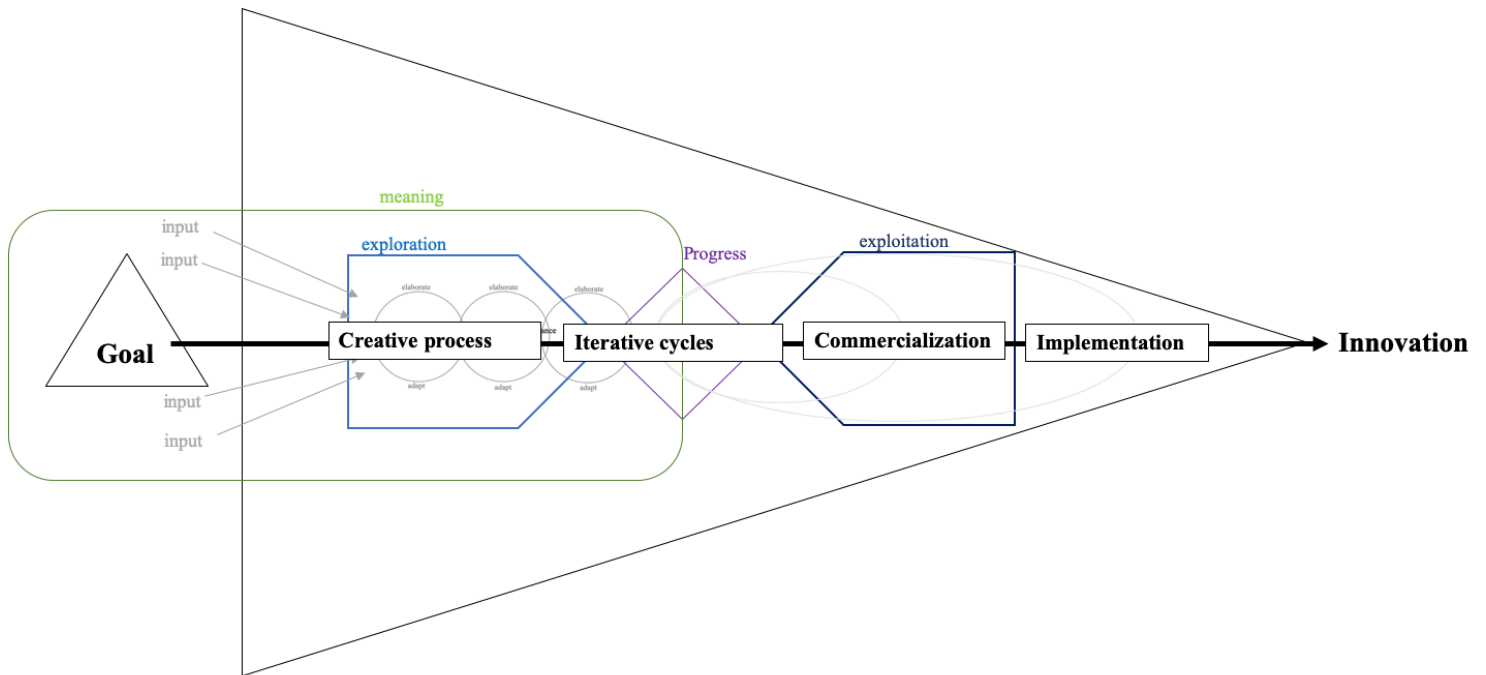 meaning
input
exploration
exploitation
Progress
input
elaborate
elaborate
elaborate
Creative process
Iterative cycles
Commercialization
Implementation
Innovation
Goal
adapt
adapt
adapt
input
input